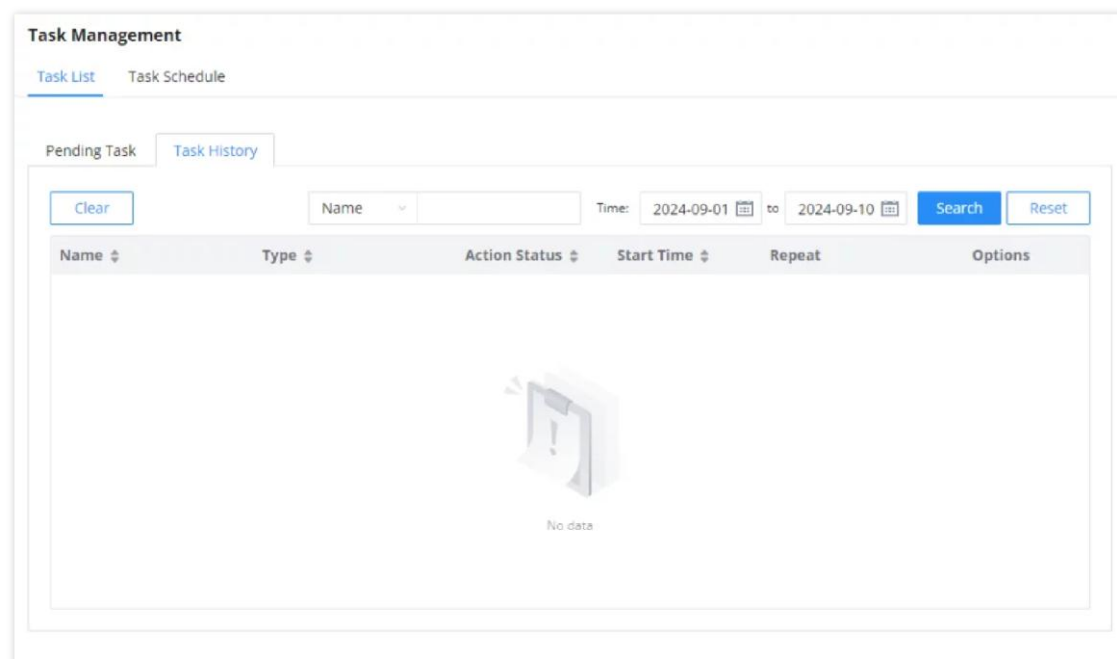 Task Management
Task List Task Schedule
Pending Task Task History
Clear Name Time: 2024-09-01 to 2024-09-10 Search Reset
Name Type Action Status Start Time Repeat Options
No data